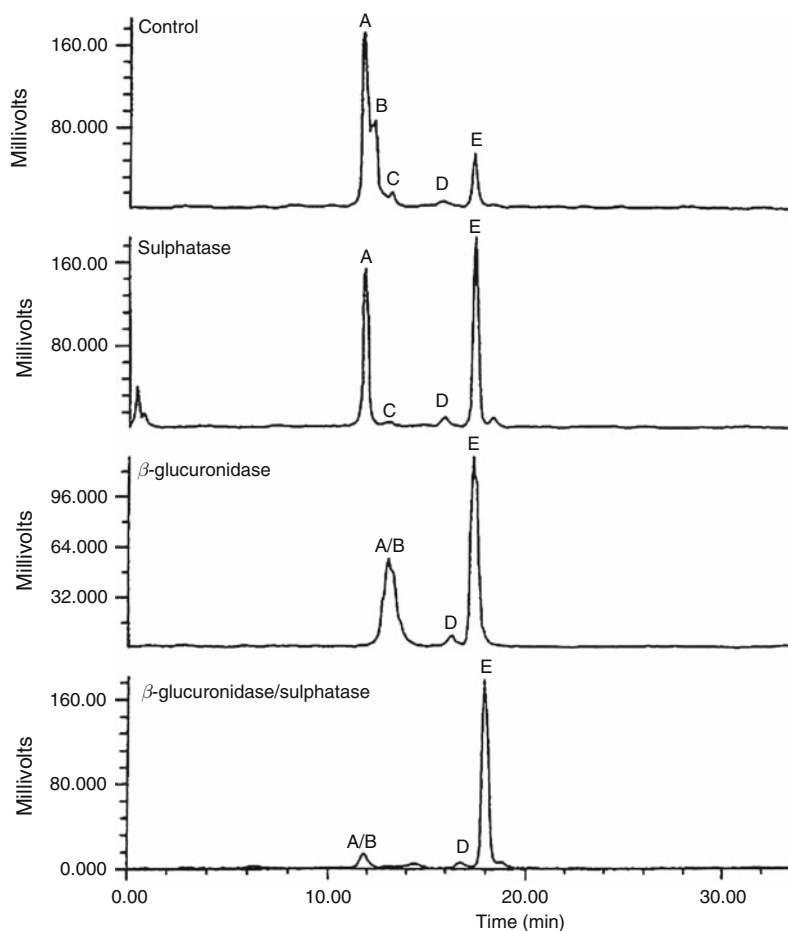 Control
A
B
C
D
E
160.00
80.000
Millivolts
Sulphatase
A
C
D
E
160.00
80.000
Millivolts
β-glucuronidase
A/B
D
E
96.000
64.000
32.000
Millivolts
β-glucuronidase/sulphatase
A/B
D
E
160.00
80.000
0.000
Millivolts
0.00 10.00 20.00 30.00
Time (min)